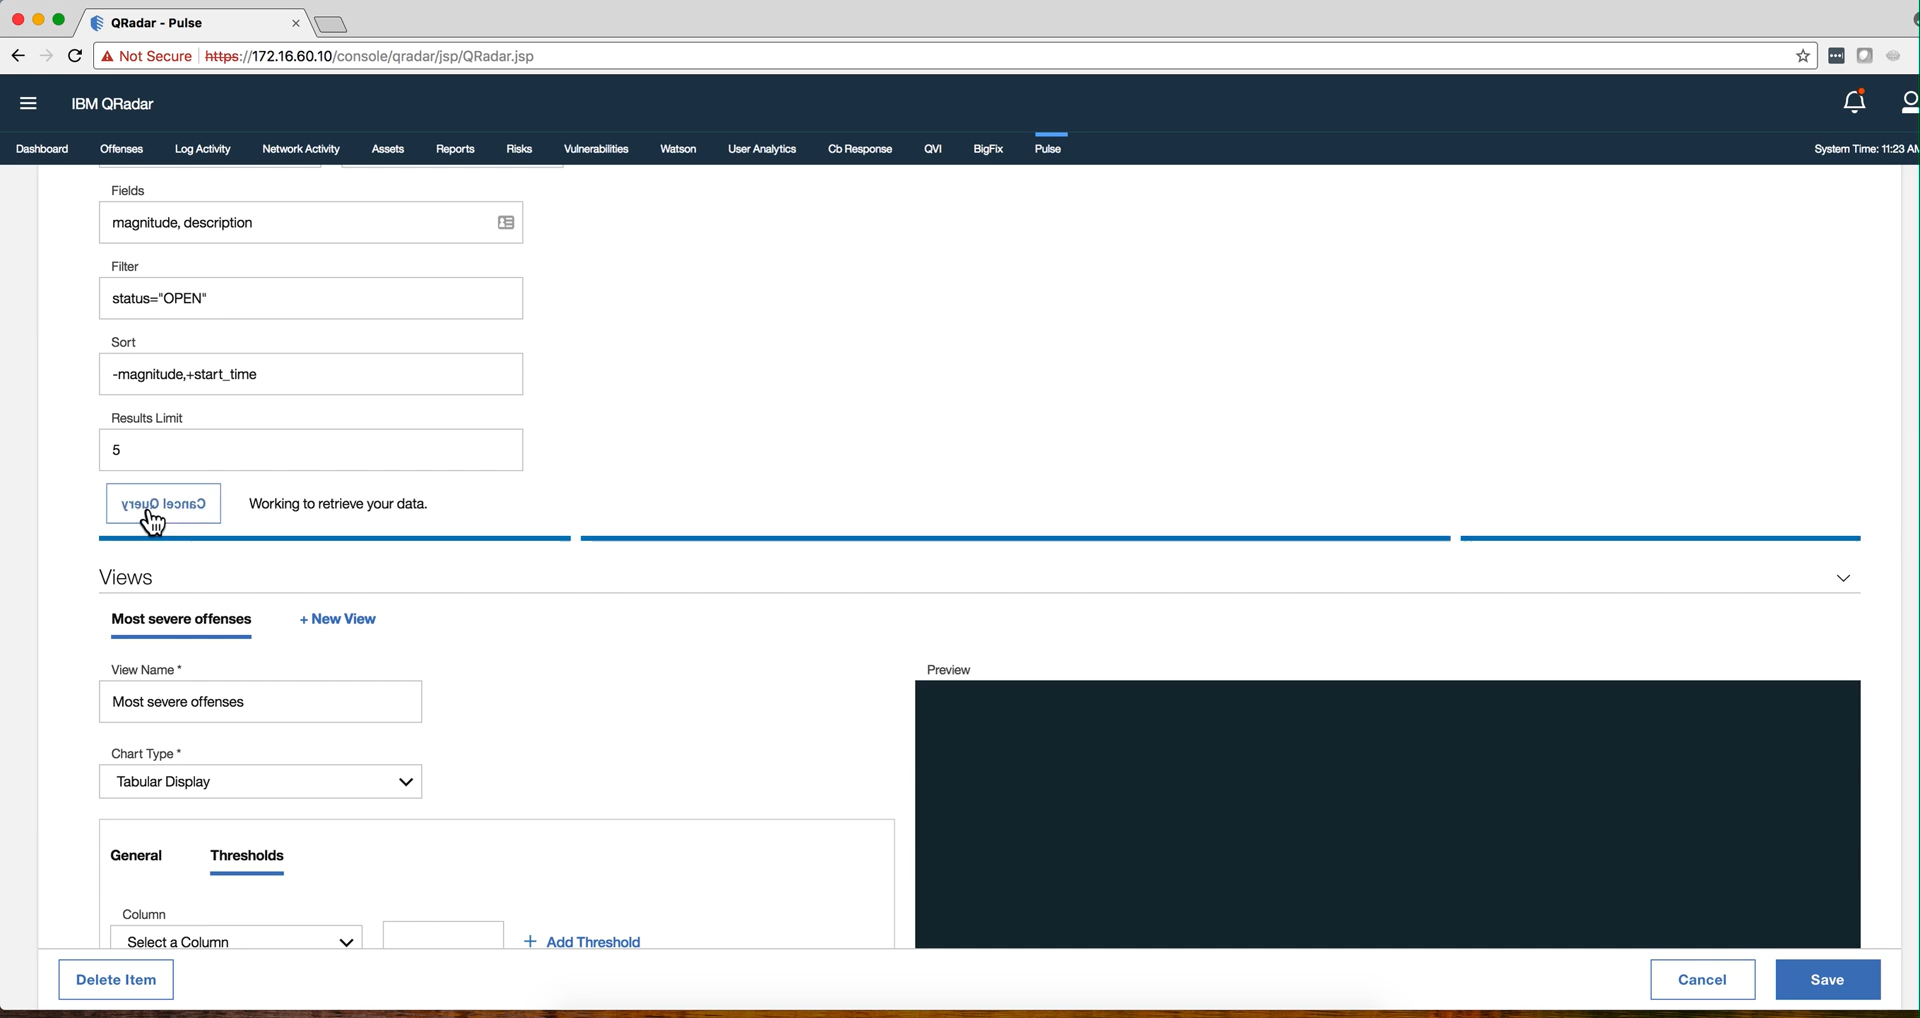 QRadar - Pulse
Not Secure https://172.16.60.10/console/qradar/jsp/QRadar.jsp
IBM QRadar
Dashboard Offenses Log Activity Network Activity Assets Reports Risks Vulnerabilities Watson User Analytics Cb Response QVI BigFix Pulse System Time: 11:23 AM
Fields
magnitude, description
Filter
status="OPEN"
Sort
-magnitude,+start_time
Results Limit
5
Cancel Query Working to retrieve your data.
Views
Most severe offenses + New View
View Name * Preview
Most severe offenses
Chart Type *
Tabular Display
General Thresholds
Column
Select a Column + Add Threshold
Delete Item Cancel Save